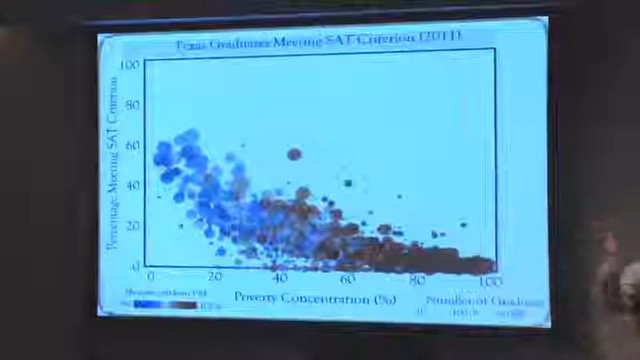 Texas Graduates Meeting SAT Criterion (2011)
Percentage Meeting SAT Criterion
100
80
60
40
20
0
0 20 40 60 80 100
Poverty Concentration (%)
Number of Graduates